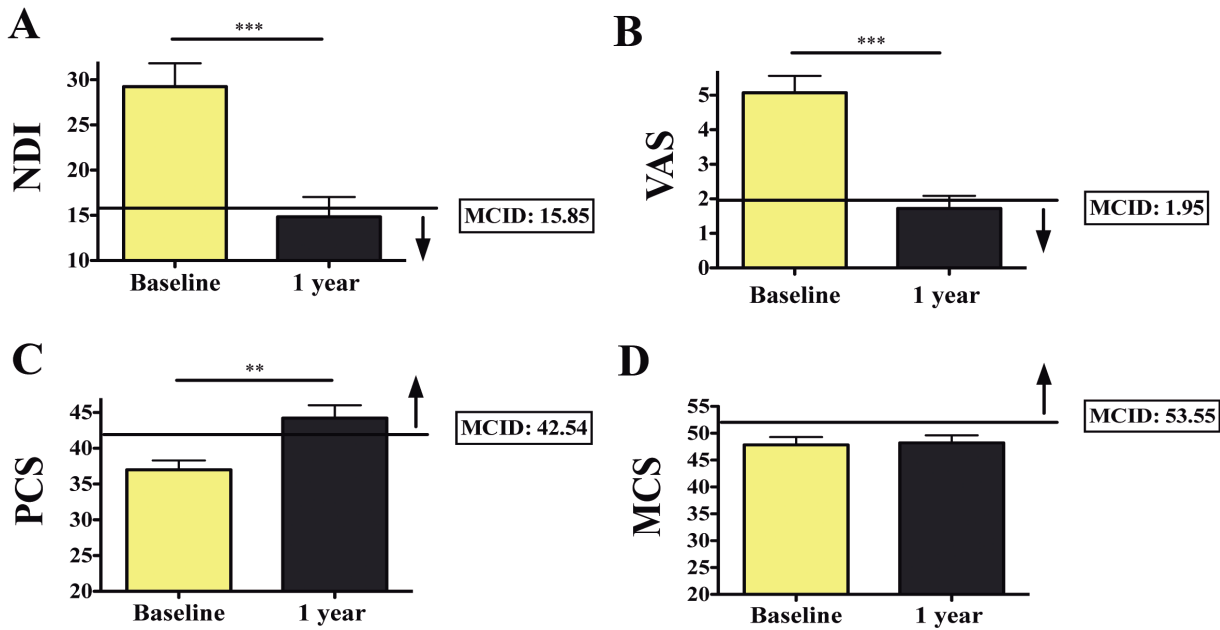 A
***
NDI
30
25
20
15
10
Baseline 1 year
MCID: 15.85
B
***
VAS
5
4
3
2
1
0
Baseline 1 year
MCID: 1.95
C
**
PCS
45
40
35
30
25
20
Baseline 1 year
MCID: 42.54
D
MCS
55
50
45
40
35
30
25
20
Baseline 1 year
MCID: 53.55